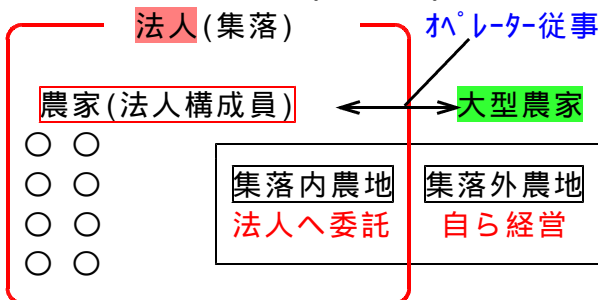 法人(集落)
ｵﾍﾟﾚｰﾀｰ従事
農家(法人構成員)
大型農家
○ ○
○ ○
○ ○
○ ○
集落内農地
集落外農地
法人へ委託
自ら経営